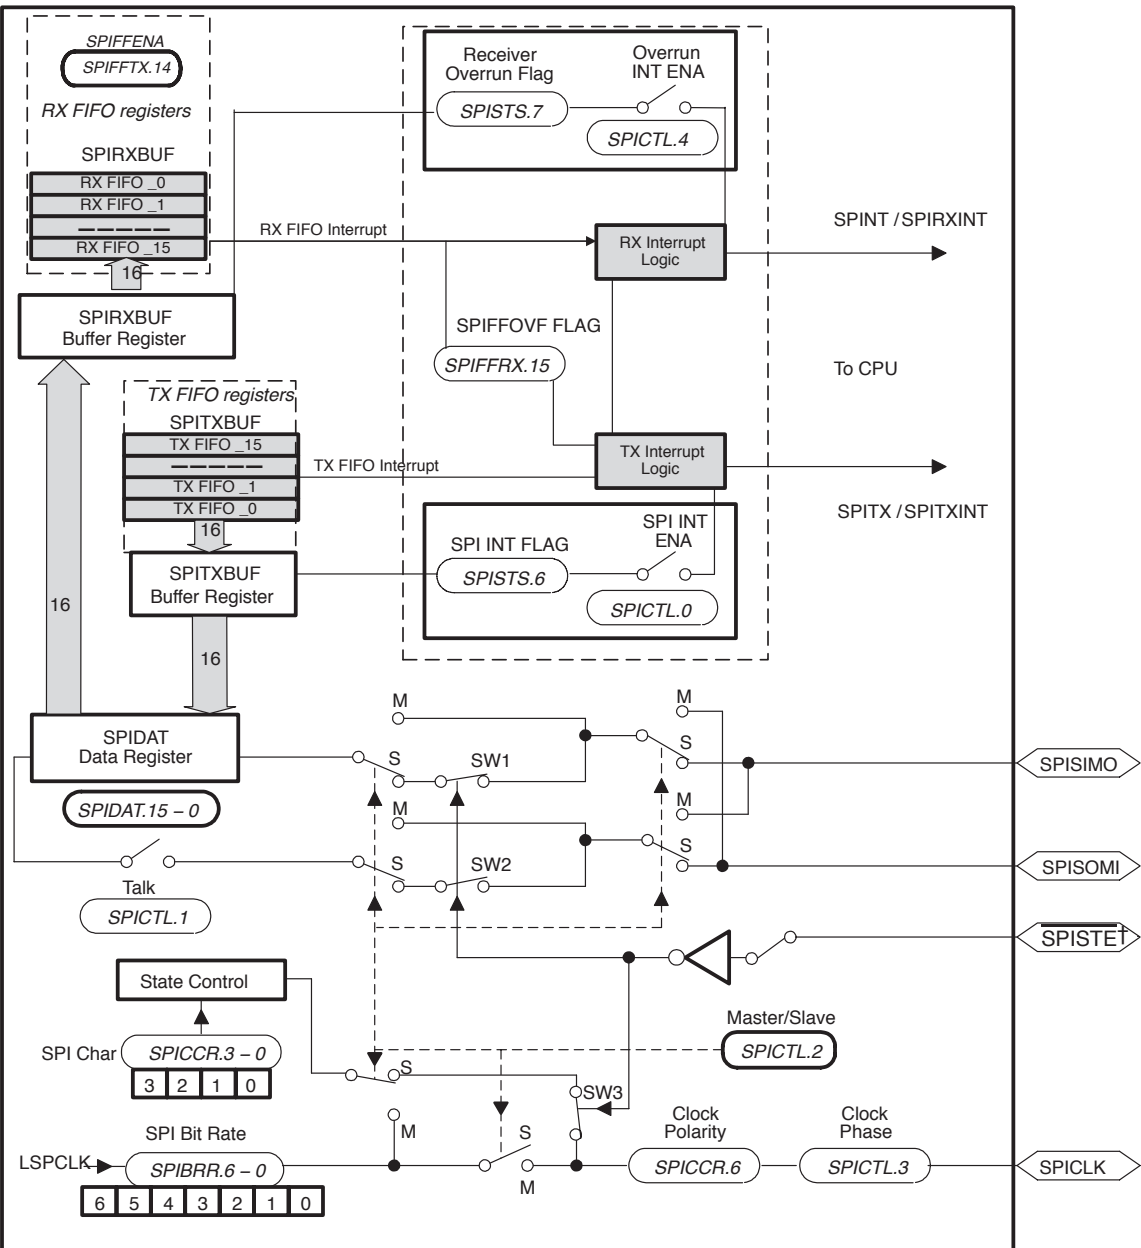 SPIFFENA
SPIFFTX.14
RX FIFO registers
SPIRXBUF
RX FIFO _0
RX FIFO _1
–––––
RX FIFO _15
16
SPIRXBUF
Buffer Register
Receiver
Overrun Flag
SPISTS.7
Overrun
INT ENA
SPICTL.4
RX FIFO Interrupt
RX Interrupt
Logic
SPINT / SPIRXINT
SPIFFOVF FLAG
SPIFFRX.15
To CPU
TX FIFO registers
SPITXBUF
TX FIFO _15
–––––
TX FIFO _1
TX FIFO _0
16
SPITXBUF
Buffer Register
TX FIFO Interrupt
TX Interrupt
Logic
SPITX / SPITXINT
SPI INT FLAG
SPISTS.6
SPI INT
ENA
SPICTL.0
16
16
SPIDAT
Data Register
SPIDAT.15 – 0
M
S
SW1
M
S
SPISIMO
M
S
SW2
M
S
SPISOMI
Talk
SPICTL.1
SPISTE†
State Control
Master/Slave
SPICTL.2
SPI Char
SPICCR.3 – 0
3 2 1 0
S
M
SW3
SPI Bit Rate
LSPCLK
SPIBRR.6 – 0
6 5 4 3 2 1 0
S
M
Clock
Polarity
SPICCR.6
Clock
Phase
SPICTL.3
SPICLK